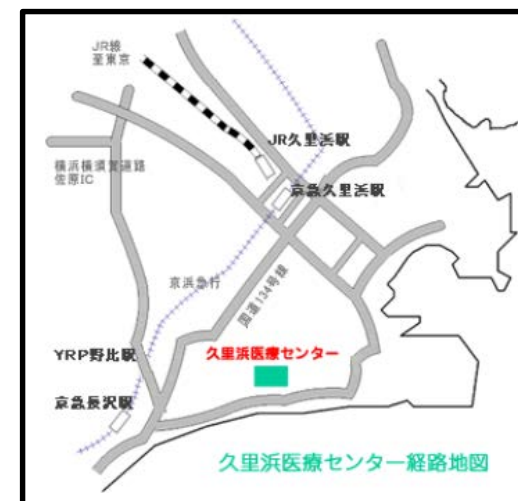 JR線
至東京
JR久里浜駅
横浜横須賀道路
佐原IC
京急久里浜駅
京浜急行
国道134号線
YRP野比駅
久里浜医療センター
京急長沢駅
久里浜医療センター経路地図